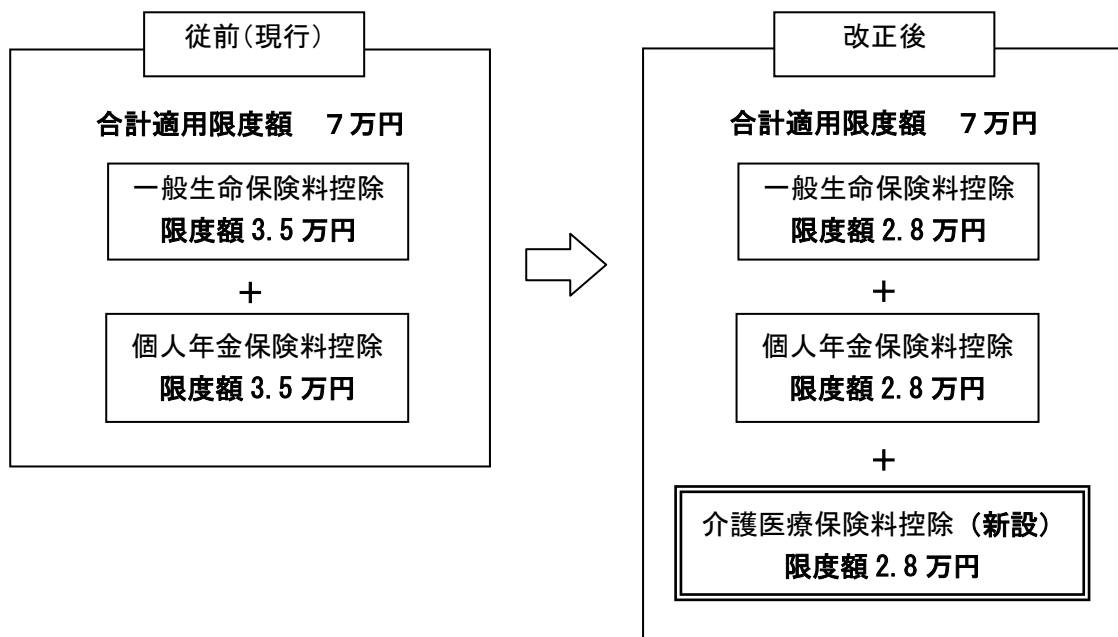 従前(現行)
合計適用限度額　７万円
一般生命保険料控除
限度額 3.5 万円
＋
個人年金保険料控除
限度額 3.5 万円
改正後
合計適用限度額　７万円
一般生命保険料控除
限度額 2.8 万円
＋
個人年金保険料控除
限度額 2.8 万円
＋
介護医療保険料控除（新設）
限度額 2.8 万円